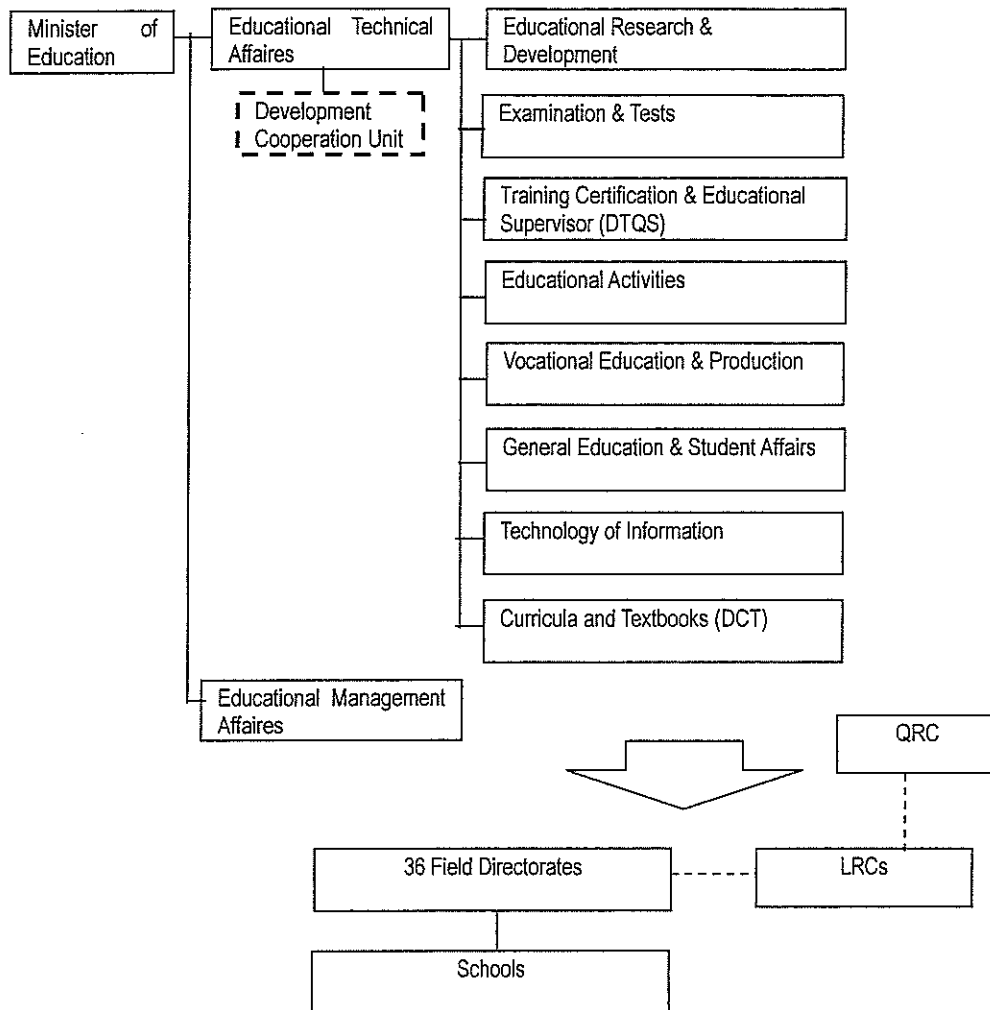 Minister of
Education
Educational Technical
Affaires
Development
Cooperation Unit
Educational Research &
Development
Examination & Tests
Training Certification & Educational
Supervisor (DTQS)
Educational Activities
Vocational Education & Production
General Education & Student Affairs
Technology of Information
Curricula and Textbooks (DCT)
Educational Management
Affaires
QRC
36 Field Directorates
LRCs
Schools